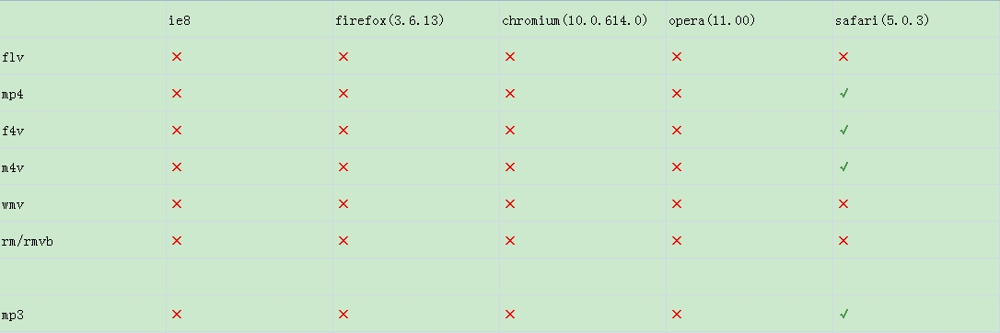 ie8 firefox(3.6.13) chromium(10.0.614.0) opera(11.00) safari(5.0.3)
flv × × × × ×
mp4 × × × × √
f4v × × × × √
m4v × × × × √
wmv × × × × ×
rm/rmvb × × × × ×
mp3 × × × × √